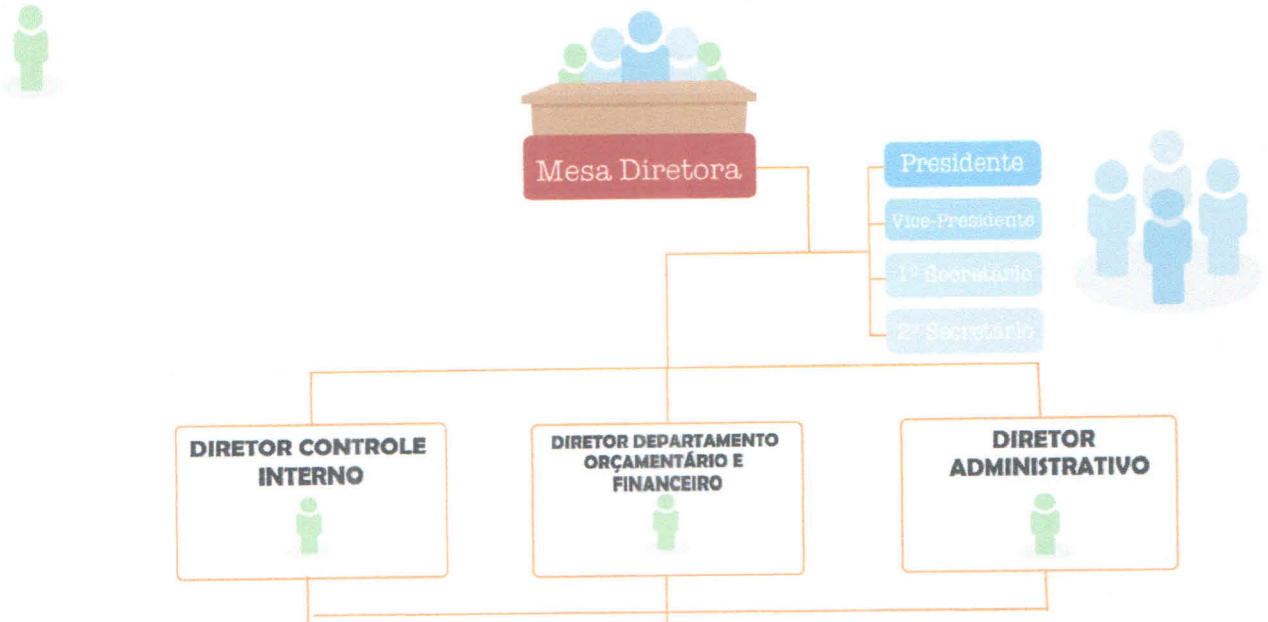 Mesa Diretora
Presidente
Vice-Presidente
1º Secretário
2º Secretário
DIRETOR CONTROLE
INTERNO
DIRETOR DEPARTAMENTO
ORÇAMENTÁRIO E
FINANCEIRO
DIRETOR
ADMINISTRATIVO